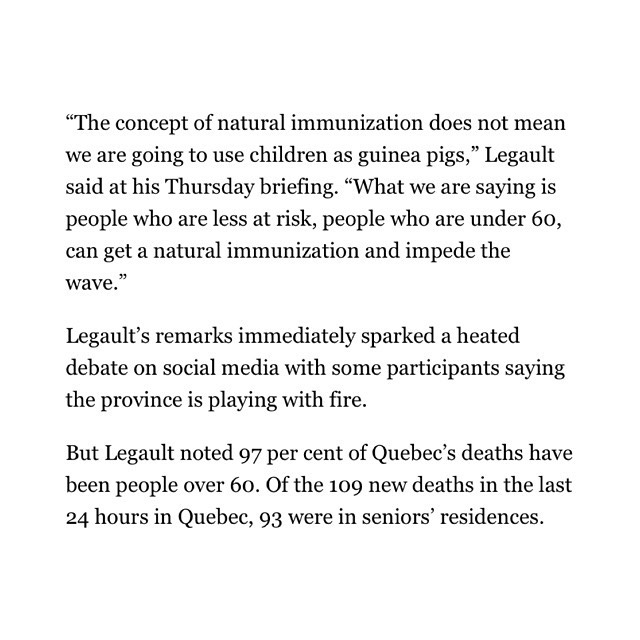 “The concept of natural immunization does not mean
we are going to use children as guinea pigs,” Legault
said at his Thursday briefing. “What we are saying is
people who are less at risk, people who are under 60,
can get a natural immunization and impede the
wave.”
Legault’s remarks immediately sparked a heated
debate on social media with some participants saying
the province is playing with fire.
But Legault noted 97 per cent of Quebec’s deaths have
been people over 60. Of the 109 new deaths in the last
24 hours in Quebec, 93 were in seniors’ residences.